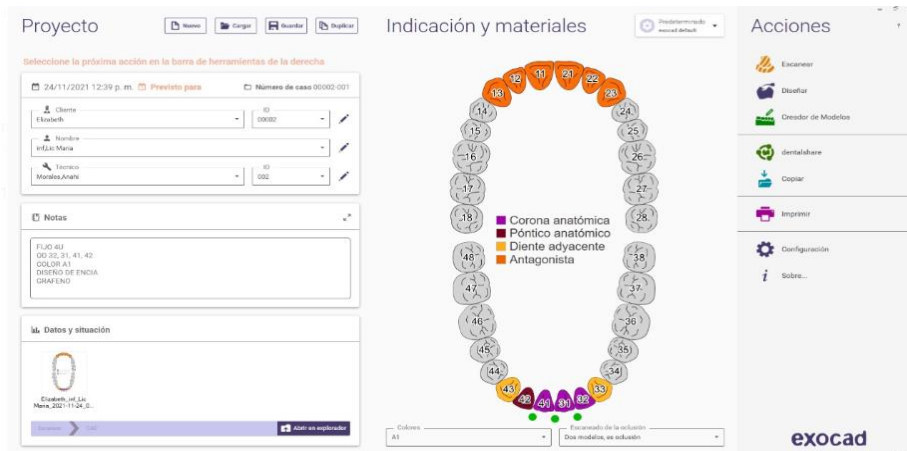 Proyecto
Nuevo
Cargar
Guardar
Duplicar
Seleccione la próxima acción en la barra de herramientas de la derecha
24/11/2021 12:39 p. m. Previsto para
Número de caso 00002-001
Cliente
Elizabeth
ID
00002
Nombre
inf,Lic Maria
Técnico
Morales,Anahi
ID
002
Notas
FIJO 4U
OD 32, 31, 41, 42
COLOR A1
DISEÑO DE ENCIA
GRAFENO
Datos y situación
Elizabeth_inf_Lic
Maria_2021-11-24_0...
Abrir en explorador
Indicación y materiales
Predeterminado
exocad default
11 21
12 22
13 23
14 24
15 25
16 26
17 27
18 28
Corona anatómica
Póntico anatómico
Diente adyacente
Antagonista
48 38
47 37
46 36
45 35
44 34
43 33
42 41 31 32
Colores
A1
Escaneado de la oclusión
Dos modelos, es oclusión
Acciones
Escanear
Diseñar
Creador de Modelos
dentalshare
Copiar
Imprimir
Configuración
Sobre...
exocad